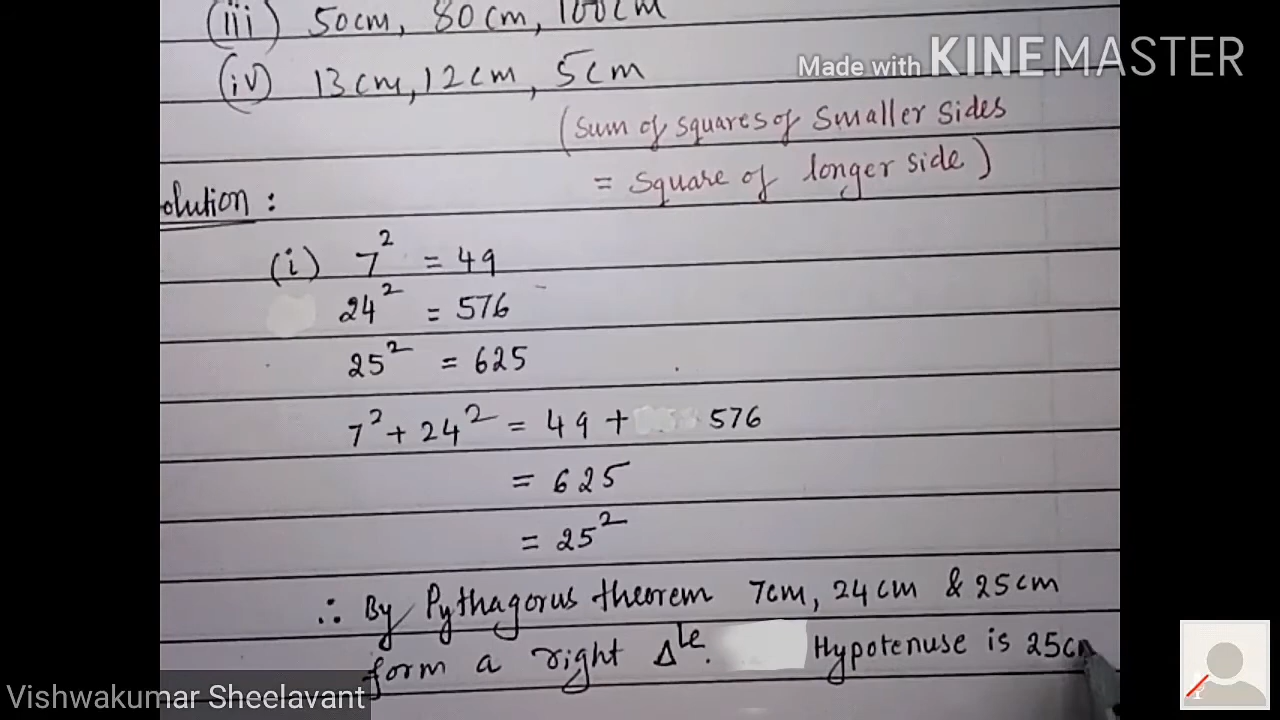 (iii) 50cm, 80cm, 100cm
(iv) 13cm, 12cm, 5cm
Made with KINEMASTER
(Sum of squares of smaller sides
= square of longer side)
olution :
(i) 7² = 49
24² = 576
25² = 625
7² + 24² = 49 + 576
= 625
= 25²
∴ By Pythagorus theorem 7cm, 24cm & 25cm
form a right Δle. Hypotenuse is 25cm
Vishwakumar Sheelavant